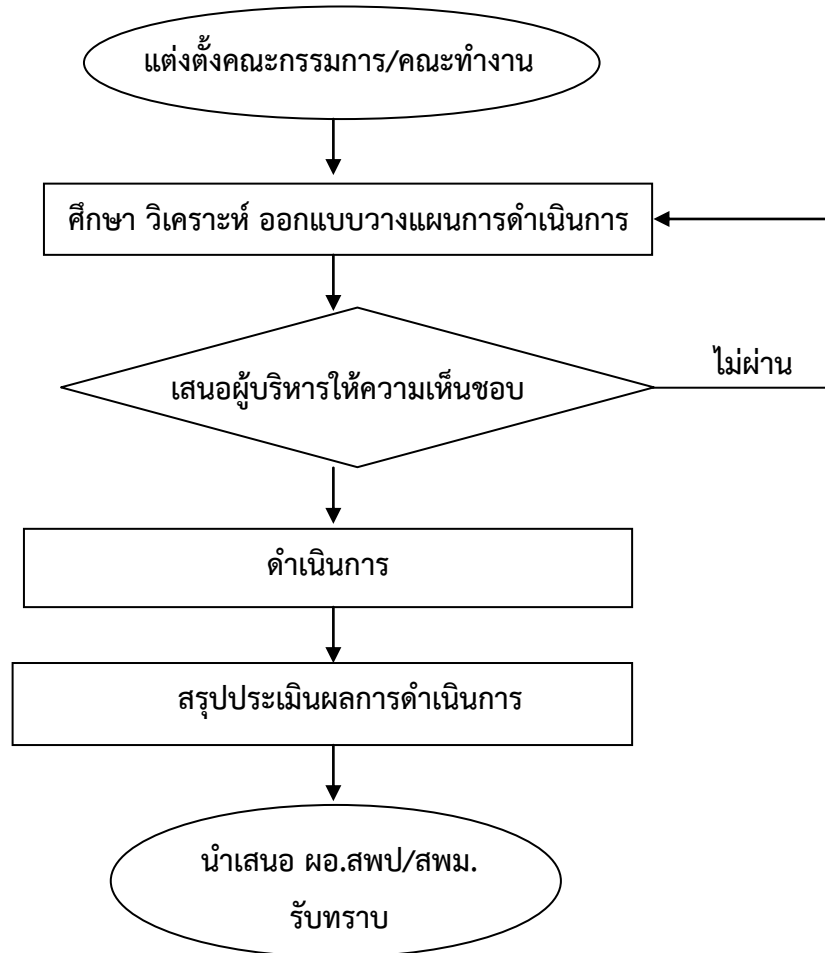 แต่งตั้งคณะกรรมการ/คณะทำงาน
ศึกษา วิเคราะห์ ออกแบบวางแผนการดำเนินการ
ไม่ผ่าน
เสนอผู้บริหารให้ความเห็นชอบ
ดำเนินการ
สรุปประเมินผลการดำเนินการ
นำเสนอ ผอ.สพป/สพม.
รับทราบ